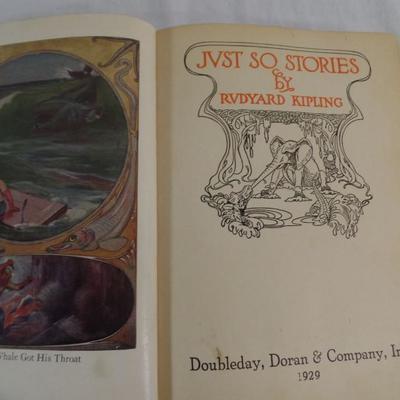 Whale Got His Throat
JVST SO STORIES
by
RVDYARD KIPLING
Doubleday, Doran & Company, In
1929